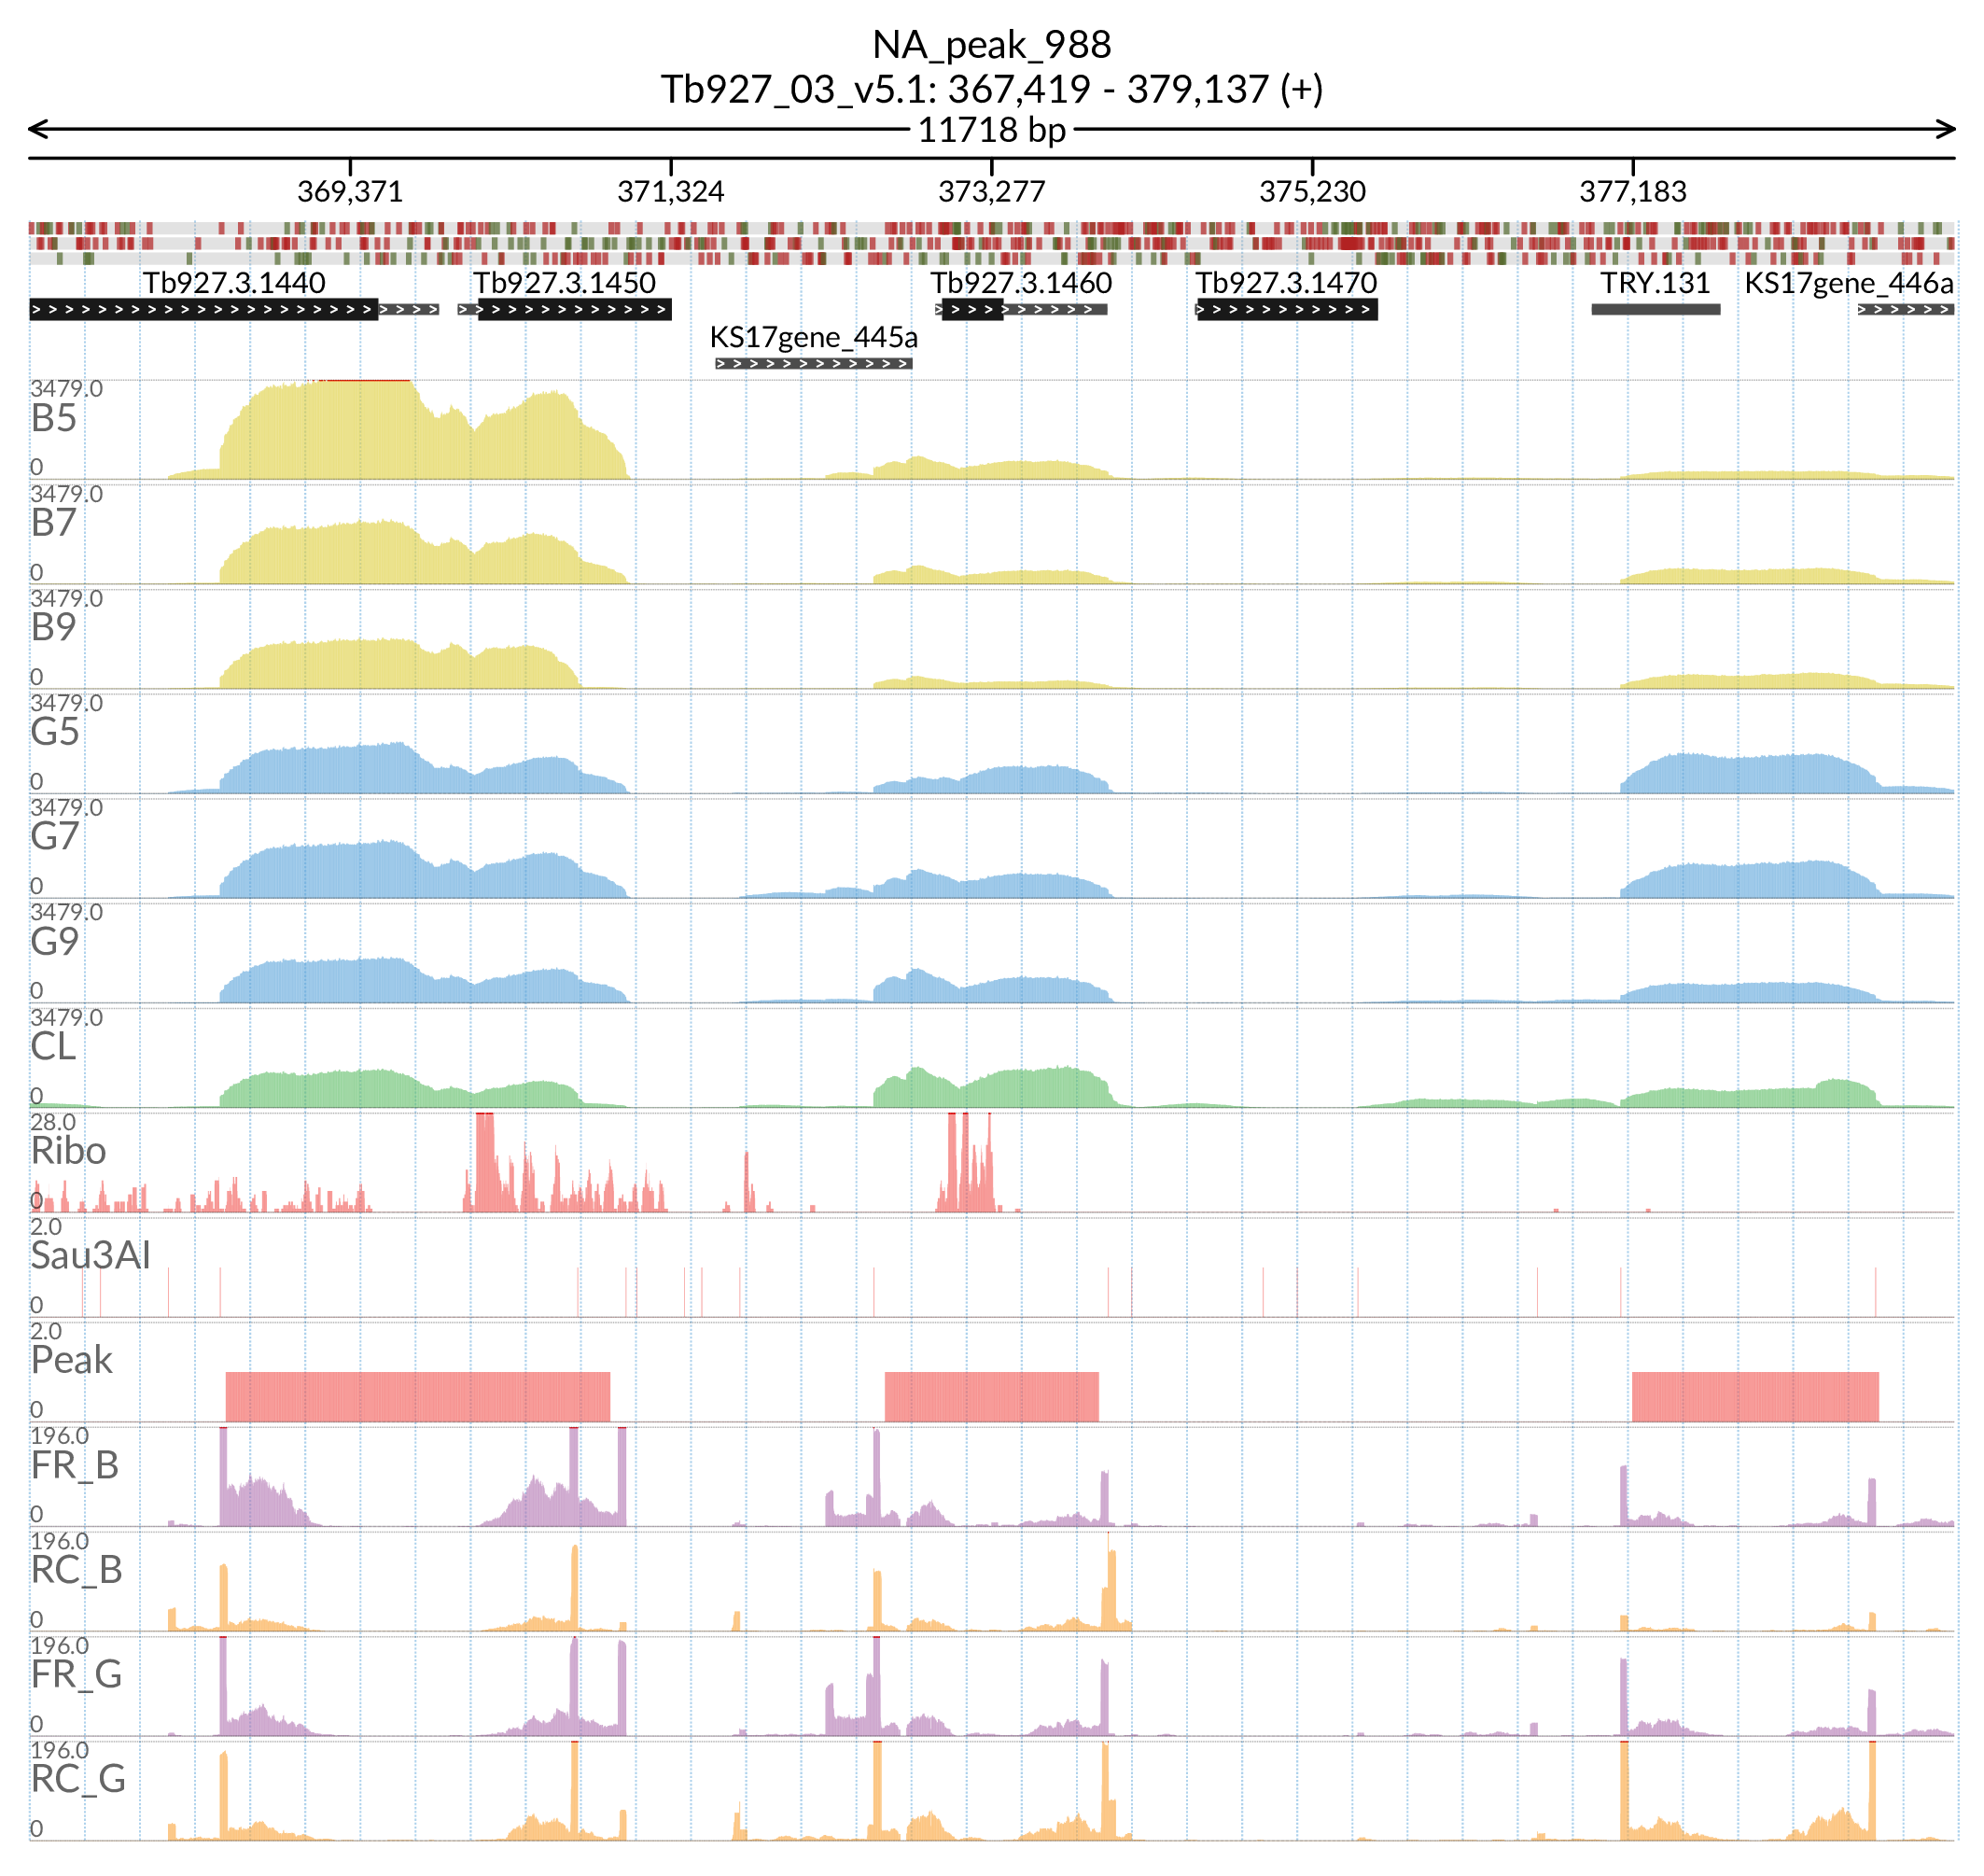 NA_peak_988
Tb927_03_v5.1: 367,419 - 379,137 (+)
11718 bp
369,371 371,324 373,277 375,230 377,183
Tb927.3.1440 Tb927.3.1450 Tb927.3.1460 Tb927.3.1470 TRY.131 KS17gene_446a
KS17gene_445a
3479.0
B5
0
3479.0
B7
0
3479.0
B9
0
3479.0
G5
0
3479.0
G7
0
3479.0
G9
0
3479.0
CL
0
28.0
Ribo
0
2.0
Sau3AI
0
2.0
Peak
0
196.0
FR_B
0
196.0
RC_B
0
196.0
FR_G
0
196.0
RC_G
0